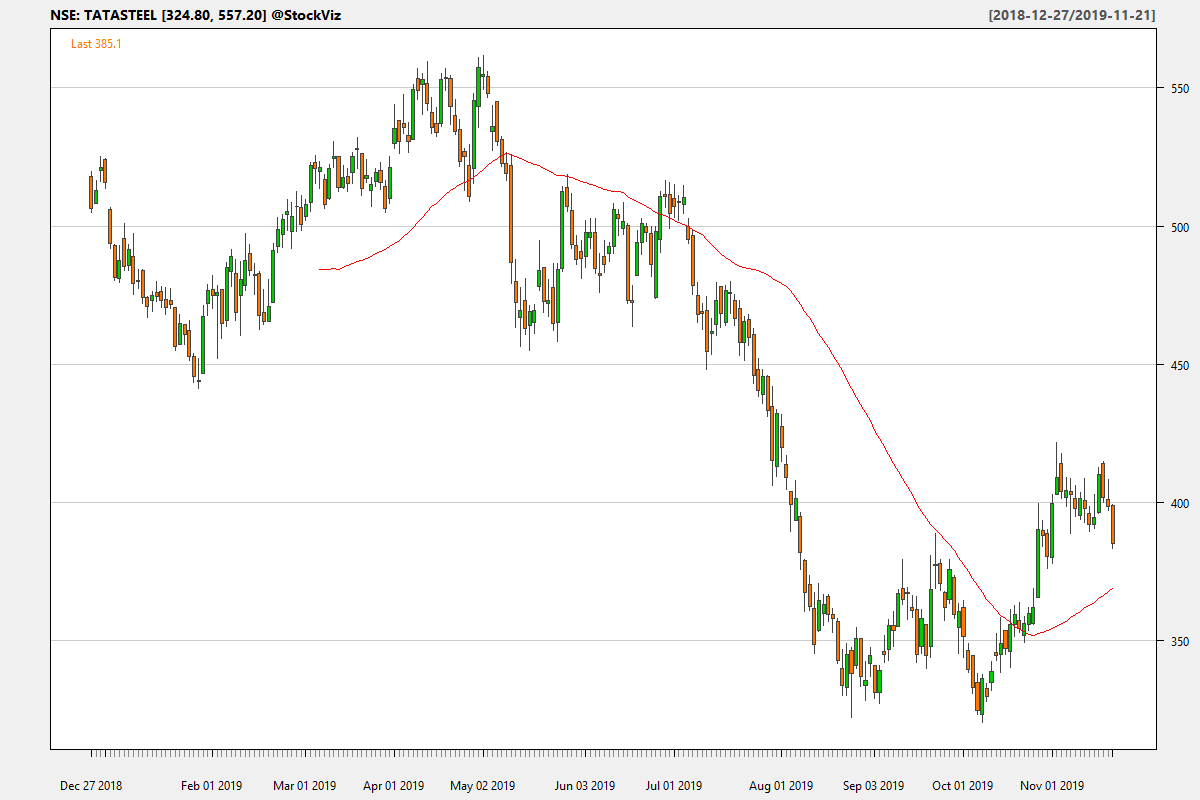 NSE: TATASTEEL [324.80, 557.20] @StockViz
[2018-12-27/2019-11-21]
Last 385.1
550
500
450
400
350
Dec 27 2018
Feb 01 2019
Mar 01 2019
Apr 01 2019
May 02 2019
Jun 03 2019
Jul 01 2019
Aug 01 2019
Sep 03 2019
Oct 01 2019
Nov 01 2019